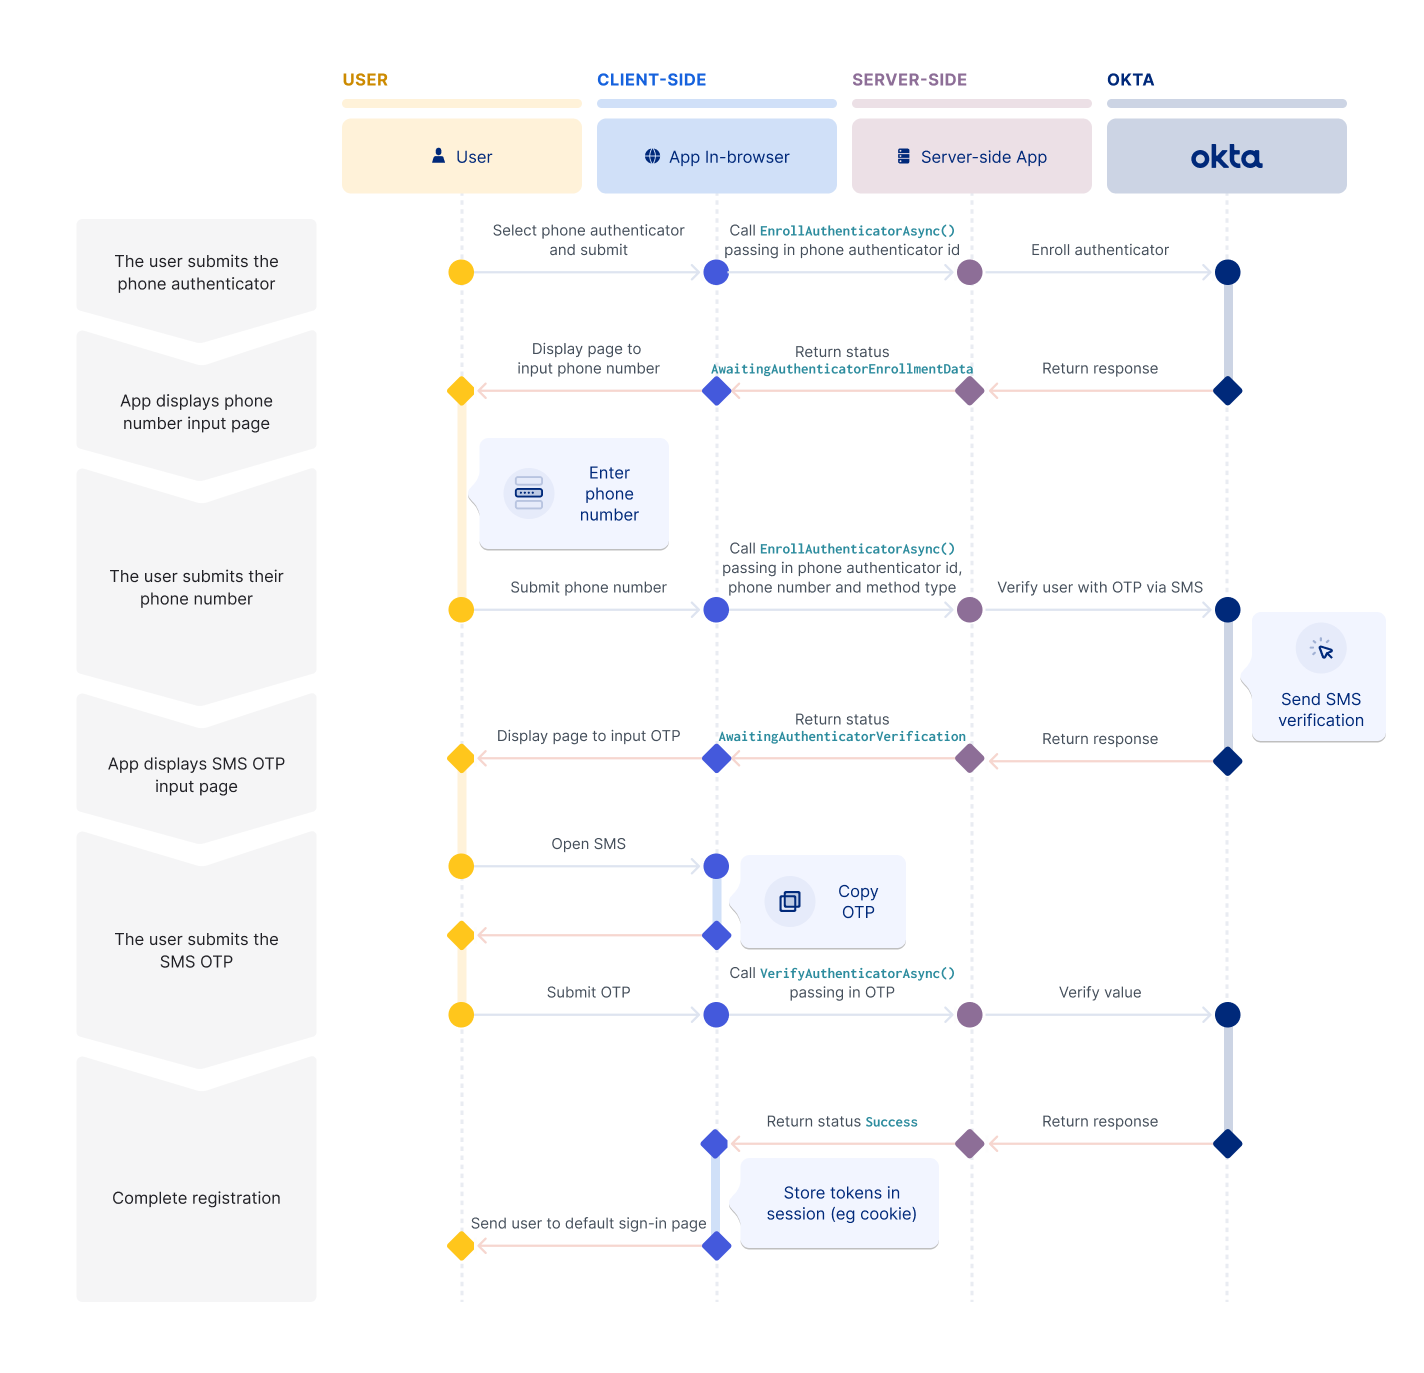 USER
CLIENT-SIDE
SERVER-SIDE
OKTA
User
App In-browser
Server-side App
okta
The user submits the
phone authenticator
Select phone authenticator
and submit
Call EnrollAuthenticatorAsync()
passing in phone authenticator id
Enroll authenticator
App displays phone
number input page
Display page to
input phone number
Return status
AwaitingAuthenticatorEnrollmentData
Return response
Enter
phone
number
The user submits their
phone number
Submit phone number
Call EnrollAuthenticatorAsync()
passing in phone authenticator id,
phone number and method type
Verify user with OTP via SMS
Send SMS
verification
App displays SMS OTP
input page
Display page to input OTP
Return status
AwaitingAuthenticatorVerification
Return response
The user submits the
SMS OTP
Open SMS
Copy
OTP
Submit OTP
Call VerifyAuthenticatorAsync()
passing in OTP
Verify value
Complete registration
Return status Success
Return response
Store tokens in
session (eg cookie)
Send user to default sign-in page